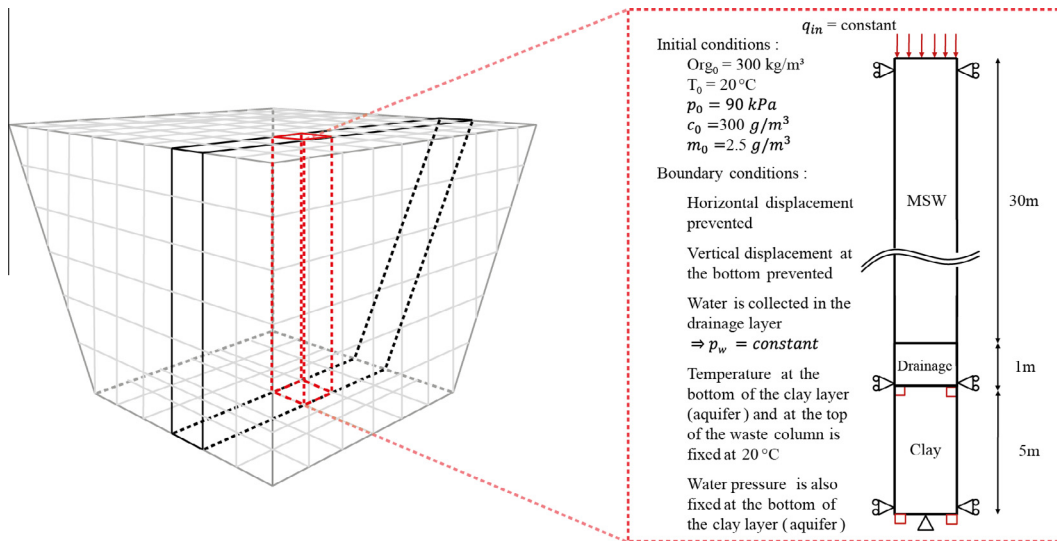 q_in = constant
Initial conditions :
Org₀ = 300 kg/m³
T₀ = 20 °C
p₀ = 90 kPa
c₀ =300 g/m³
m₀ =2.5 g/m³
Boundary conditions :
Horizontal displacement
prevented
Vertical displacement at
the bottom prevented
Water is collected in the
drainage layer
⇒ p_w = constant
Temperature at the
bottom of the clay layer
(aquifer) and at the top
of the waste column is
fixed at 20 °C
Water pressure is also
fixed at the bottom of
the clay layer (aquifer)
MSW
30m
Drainage
1m
Clay
5m